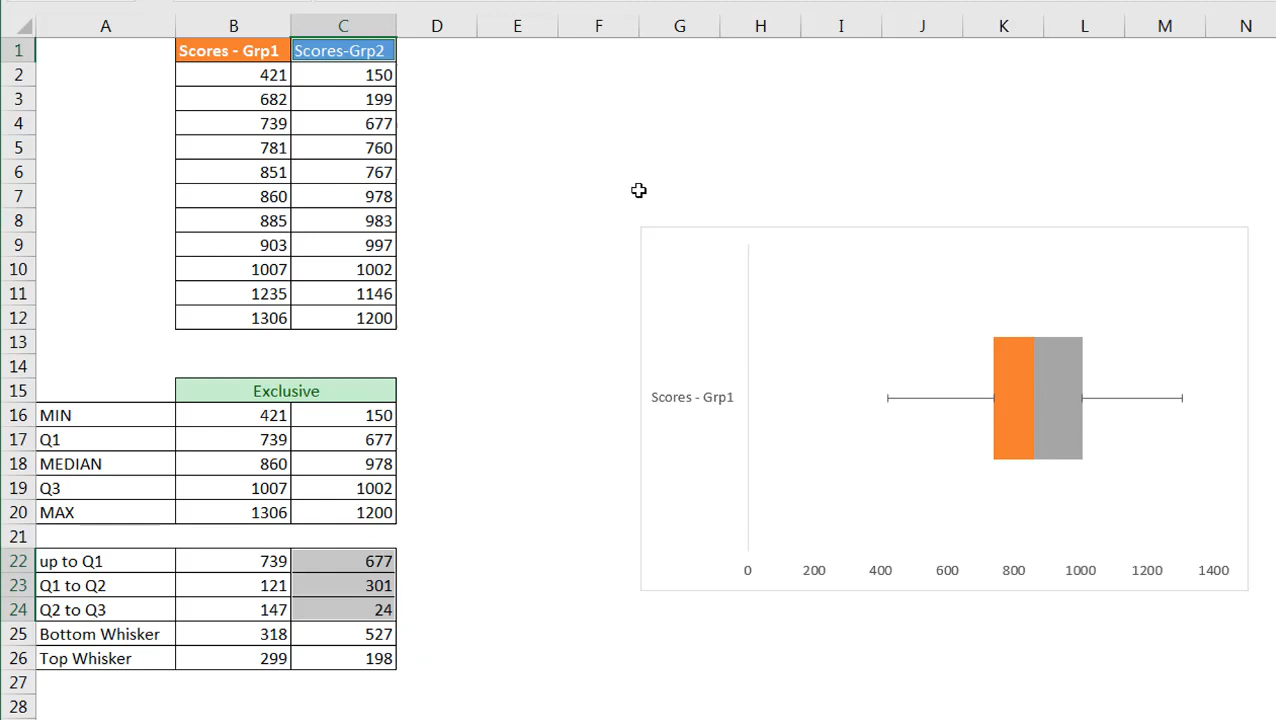 A B C D E F G H I J K L M N
1 Scores - Grp1 Scores-Grp2
2 421 150
3 682 199
4 739 677
5 781 760
6 851 767
7 860 978
8 885 983
9 903 997
10 1007 1002
11 1235 1146
12 1306 1200
13
14
15 Exclusive
16 MIN 421 150
17 Q1 739 677
18 MEDIAN 860 978
19 Q3 1007 1002
20 MAX 1306 1200
21
22 up to Q1 739 677
23 Q1 to Q2 121 301
24 Q2 to Q3 147 24
25 Bottom Whisker 318 527
26 Top Whisker 299 198
27
28
Scores - Grp1
0 200 400 600 800 1000 1200 1400